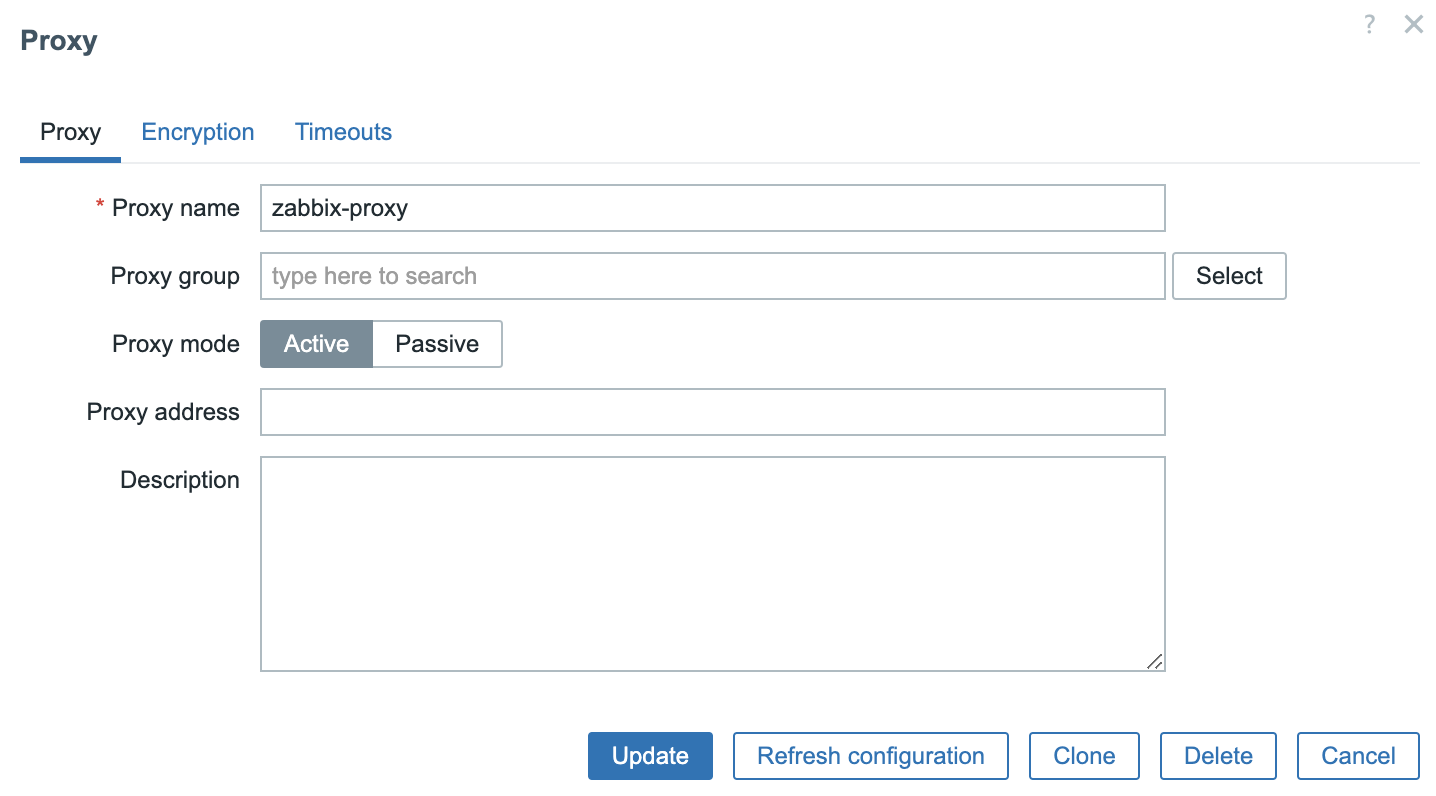 Proxy
?
Proxy Encryption Timeouts
* Proxy name zabbix-proxy
Proxy group type here to search Select
Proxy mode Active Passive
Proxy address
Description
Update Refresh configuration Clone Delete Cancel